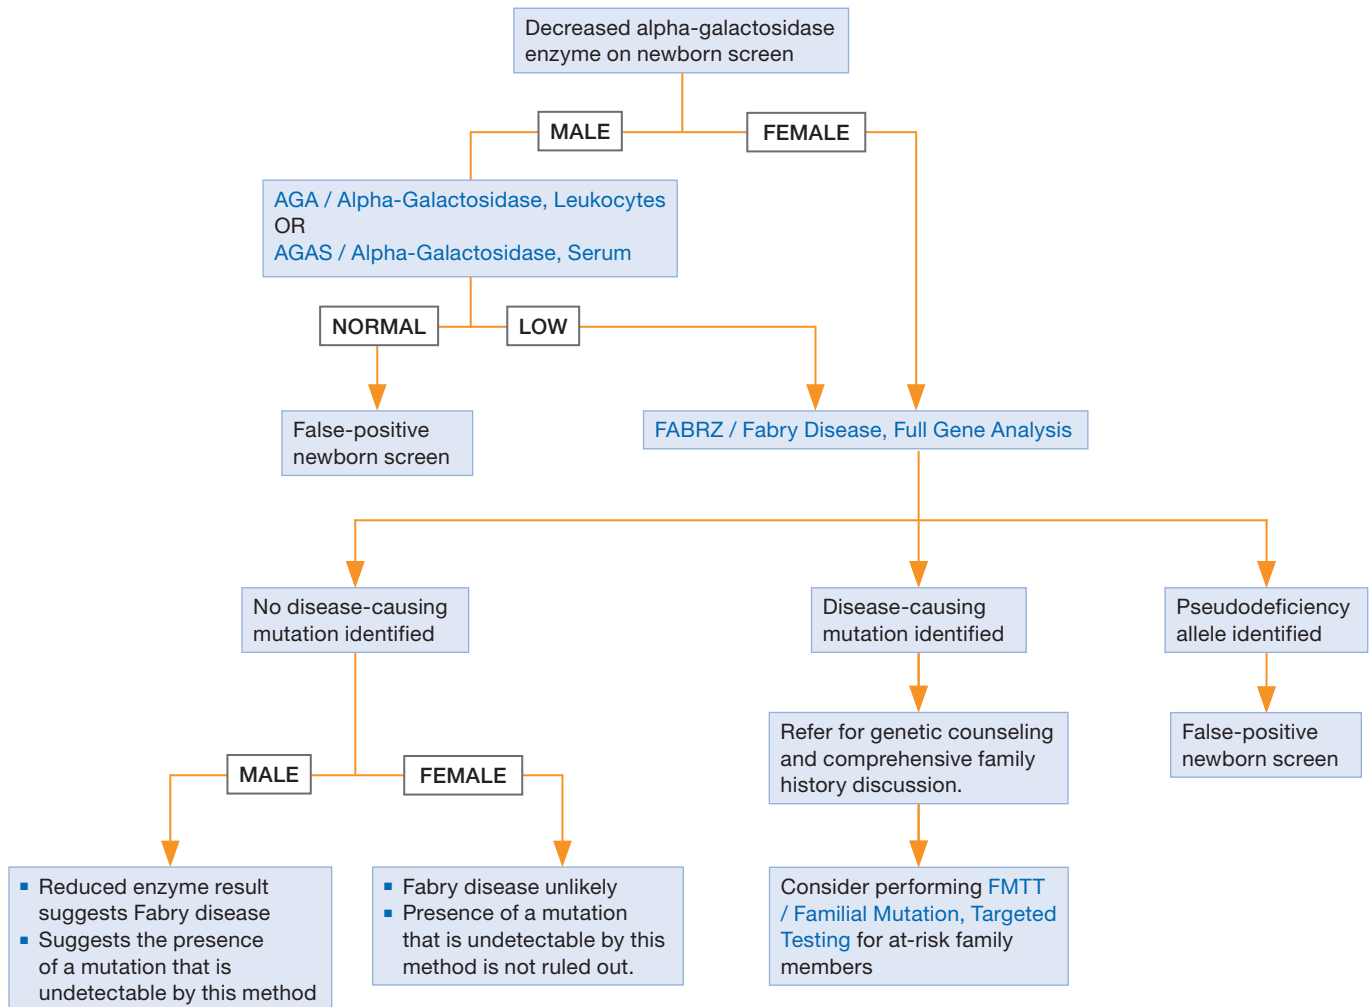 Decreased alpha-galactosidase
enzyme on newborn screen
MALE
FEMALE
AGA / Alpha-Galactosidase, Leukocytes
OR
AGAS / Alpha-Galactosidase, Serum
NORMAL
LOW
False-positive
newborn screen
FABRZ / Fabry Disease, Full Gene Analysis
No disease-causing
mutation identified
Disease-causing
mutation identified
Pseudodeficiency
allele identified
MALE
FEMALE
Refer for genetic counseling
and comprehensive family
history discussion.
False-positive
newborn screen
▪ Reduced enzyme result
suggests Fabry disease
▪ Suggests the presence
of a mutation that is
undetectable by this method
▪ Fabry disease unlikely
▪ Presence of a mutation
that is undetectable by this
method is not ruled out.
Consider performing FMTT
/ Familial Mutation, Targeted
Testing for at-risk family
members